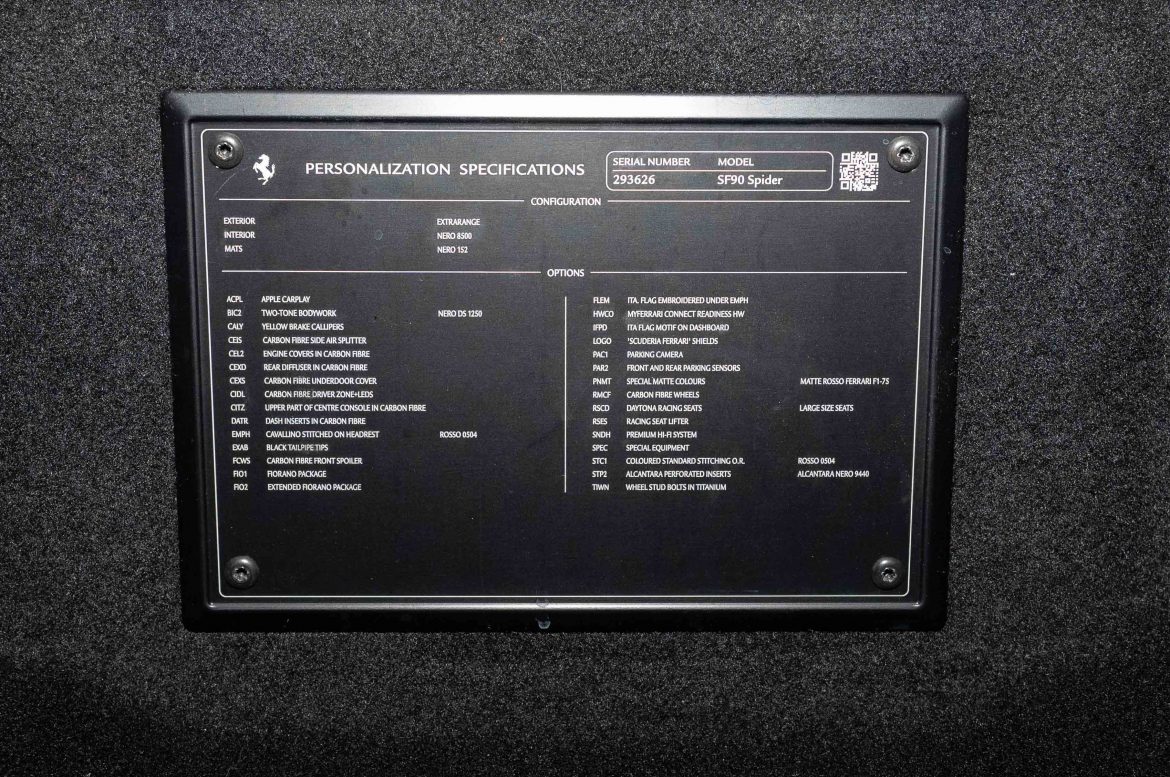 PERSONALIZATION SPECIFICATIONS
SERIAL NUMBER MODEL
293626 SF90 Spider
CONFIGURATION
EXTERIOR EXTRARANGE
INTERIOR NERO 8500
MATS NERO 152
OPTIONS
ACPL APPLE CARPLAY
BIC2 TWO-TONE BODYWORK NERO DS 1250
CALY YELLOW BRAKE CALLIPERS
CEIS CARBON FIBRE SIDE AIR SPLITTER
CEL2 ENGINE COVERS IN CARBON FIBRE
CEXD REAR DIFFUSER IN CARBON FIBRE
CEXS CARBON FIBRE UNDERDOOR COVER
CIDL CARBON FIBRE DRIVER ZONE+LEDS
CITZ UPPER PART OF CENTRE CONSOLE IN CARBON FIBRE
DATR DASH INSERTS IN CARBON FIBRE
EMPH CAVALLINO STITCHED ON HEADREST ROSSO 0504
EXAB BLACK TAILPIPE TIPS
FCWS CARBON FIBRE FRONT SPOILER
FIO1 FIORANO PACKAGE
FIO2 EXTENDED FIORANO PACKAGE
FLEM ITA. FLAG EMBROIDERED UNDER EMPH
HWCO MYFERRARI CONNECT READINESS HW
IFPD ITA FLAG MOTIF ON DASHBOARD
LOGO 'SCUDERIA FERRARI' SHIELDS
PAC1 PARKING CAMERA
PAR2 FRONT AND REAR PARKING SENSORS
PNMT SPECIAL MATTE COLOURS MATTE ROSSO FERRARI F1-75
RMCF CARBON FIBRE WHEELS
RSCD DAYTONA RACING SEATS LARGE SIZE SEATS
RSES RACING SEAT LIFTER
SNDH PREMIUM HI-FI SYSTEM
SPEC SPECIAL EQUIPMENT
STC1 COLOURED STANDARD STITCHING O.R. ROSSO 0504
STP2 ALCANTARA PERFORATED INSERTS ALCANTARA NERO 9440
TIWN WHEEL STUD BOLTS IN TITANIUM